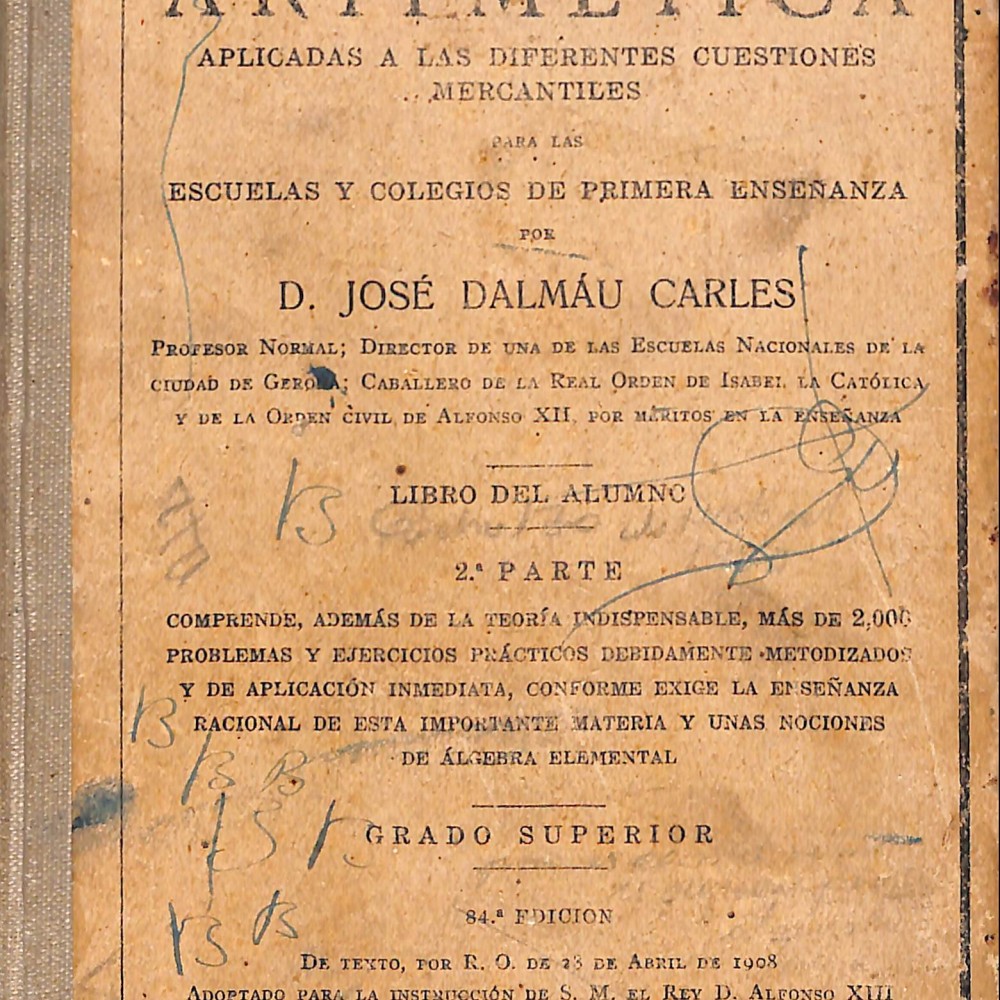 ARITMÉTICA
APLICADAS A LAS DIFERENTES CUESTIONES
MERCANTILES
PARA LAS
ESCUELAS Y COLEGIOS DE PRIMERA ENSEÑANZA
POR
D. JOSÉ DALMÁU CARLES
PROFESOR NORMAL; DIRECTOR DE UNA DE LAS ESCUELAS NACIONALES DE LA
CIUDAD DE GERONA; CABALLERO DE LA REAL ORDEN DE ISABEL LA CATÓLICA
Y DE LA ORDEN CIVIL DE ALFONSO XII, POR MÉRITOS EN LA ENSEÑANZA
B
LIBRO DEL ALUMNO
2.ª PARTE
COMPRENDE, ADEMÁS DE LA TEORÍA INDISPENSABLE, MÁS DE 2,000
PROBLEMAS Y EJERCICIOS PRÁCTICOS DEBIDAMENTE METODIZADOS
Y DE APLICACIÓN INMEDIATA, CONFORME EXIGE LA ENSEÑANZA
B
RACIONAL DE ESTA IMPORTANTE MATERIA Y UNAS NOCIONES
DE ÁLGEBRA ELEMENTAL
B B
GRADO SUPERIOR
B B
84.ª EDICION
DE TEXTO, POR R. O. DE 28 DE ABRIL DE 1908
ADOPTADO PARA LA INSTRUCCIÓN DE S. M. EL REY D. ALFONSO XIII